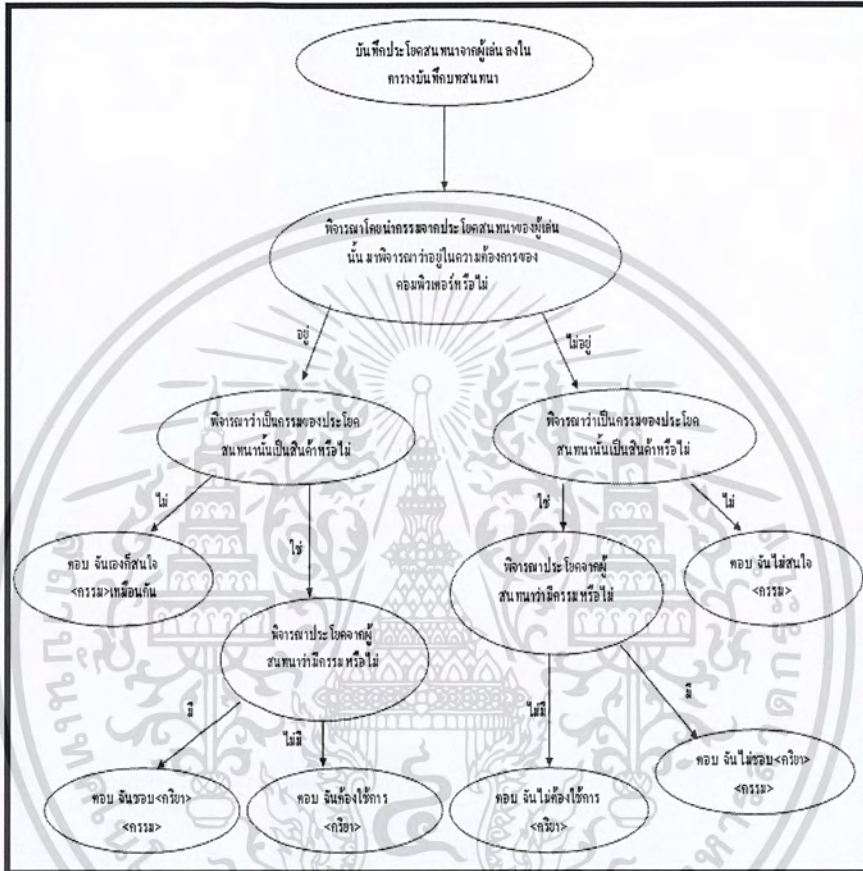 บันทึกประโยคสนทนาจากผู้เล่น ลงใน
ตารางบันทึกบทสนทนา
พิจารณาโดยนำกรรมจากประโยคสนทนาของผู้เล่น
นั้น มาพิจารณาว่าอยู่ในความต้องการของ
คอมพิวเตอร์หรือไม่
อยู่
ไม่อยู่
พิจารณาว่าเป็นกรรมของประโยค
สนทนานั้นเป็นสินค้าหรือไม่
พิจารณาว่าเป็นกรรมของประโยค
สนทนานั้นเป็นสินค้าหรือไม่
ไม่
ใช่
ใช่
ไม่
ตอบ ฉันเองก็สนใจ
<กรรม>เหมือนกัน
พิจารณาประโยคจากผู้
สนทนาว่ามีกรรมหรือไม่
ตอบ ฉันไม่สนใจ
<กรรม>
พิจารณาประโยคจากผู้
สนทนาว่ามีกรรม หรือไม่
มี
ไม่มี
ไม่มี
มี
ตอบ ฉันชอบ<กริยา>
<กรรม>
ตอบ ฉันต้องใช้การ
<กริยา>
ตอบ ฉันไม่ต้องใช้การ
<กริยา>
ตอบ ฉันไม่ชอบ<กริยา>
<กรรม>